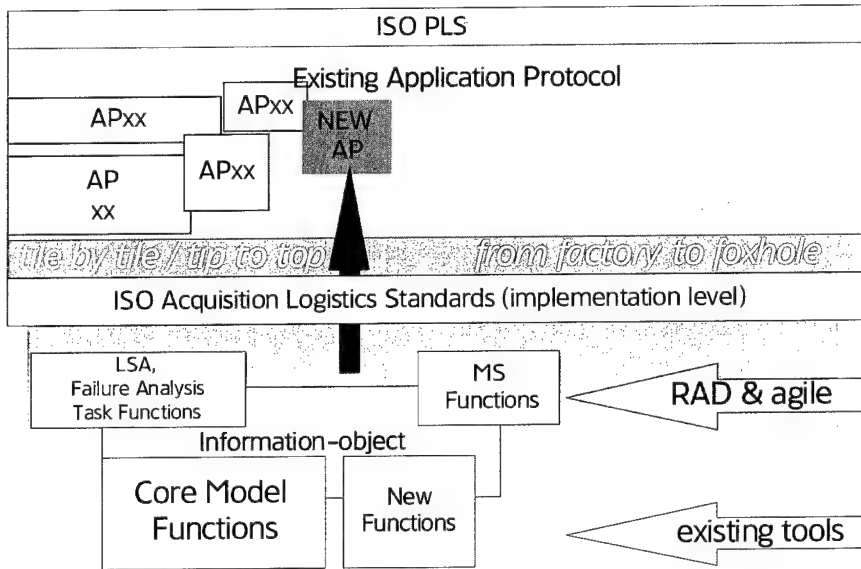 ISO PLS
Existing Application Protocol
APxx
APxx
NEW
AP
APxx
AP
xx
tile by tile / tip to top
from factory to foxhole
ISO Acquisition Logistics Standards (implementation level)
LSA,
Failure Analysis
Task Functions
MS
Functions
RAD & agile
Information-object
Core Model
Functions
New
Functions
existing tools